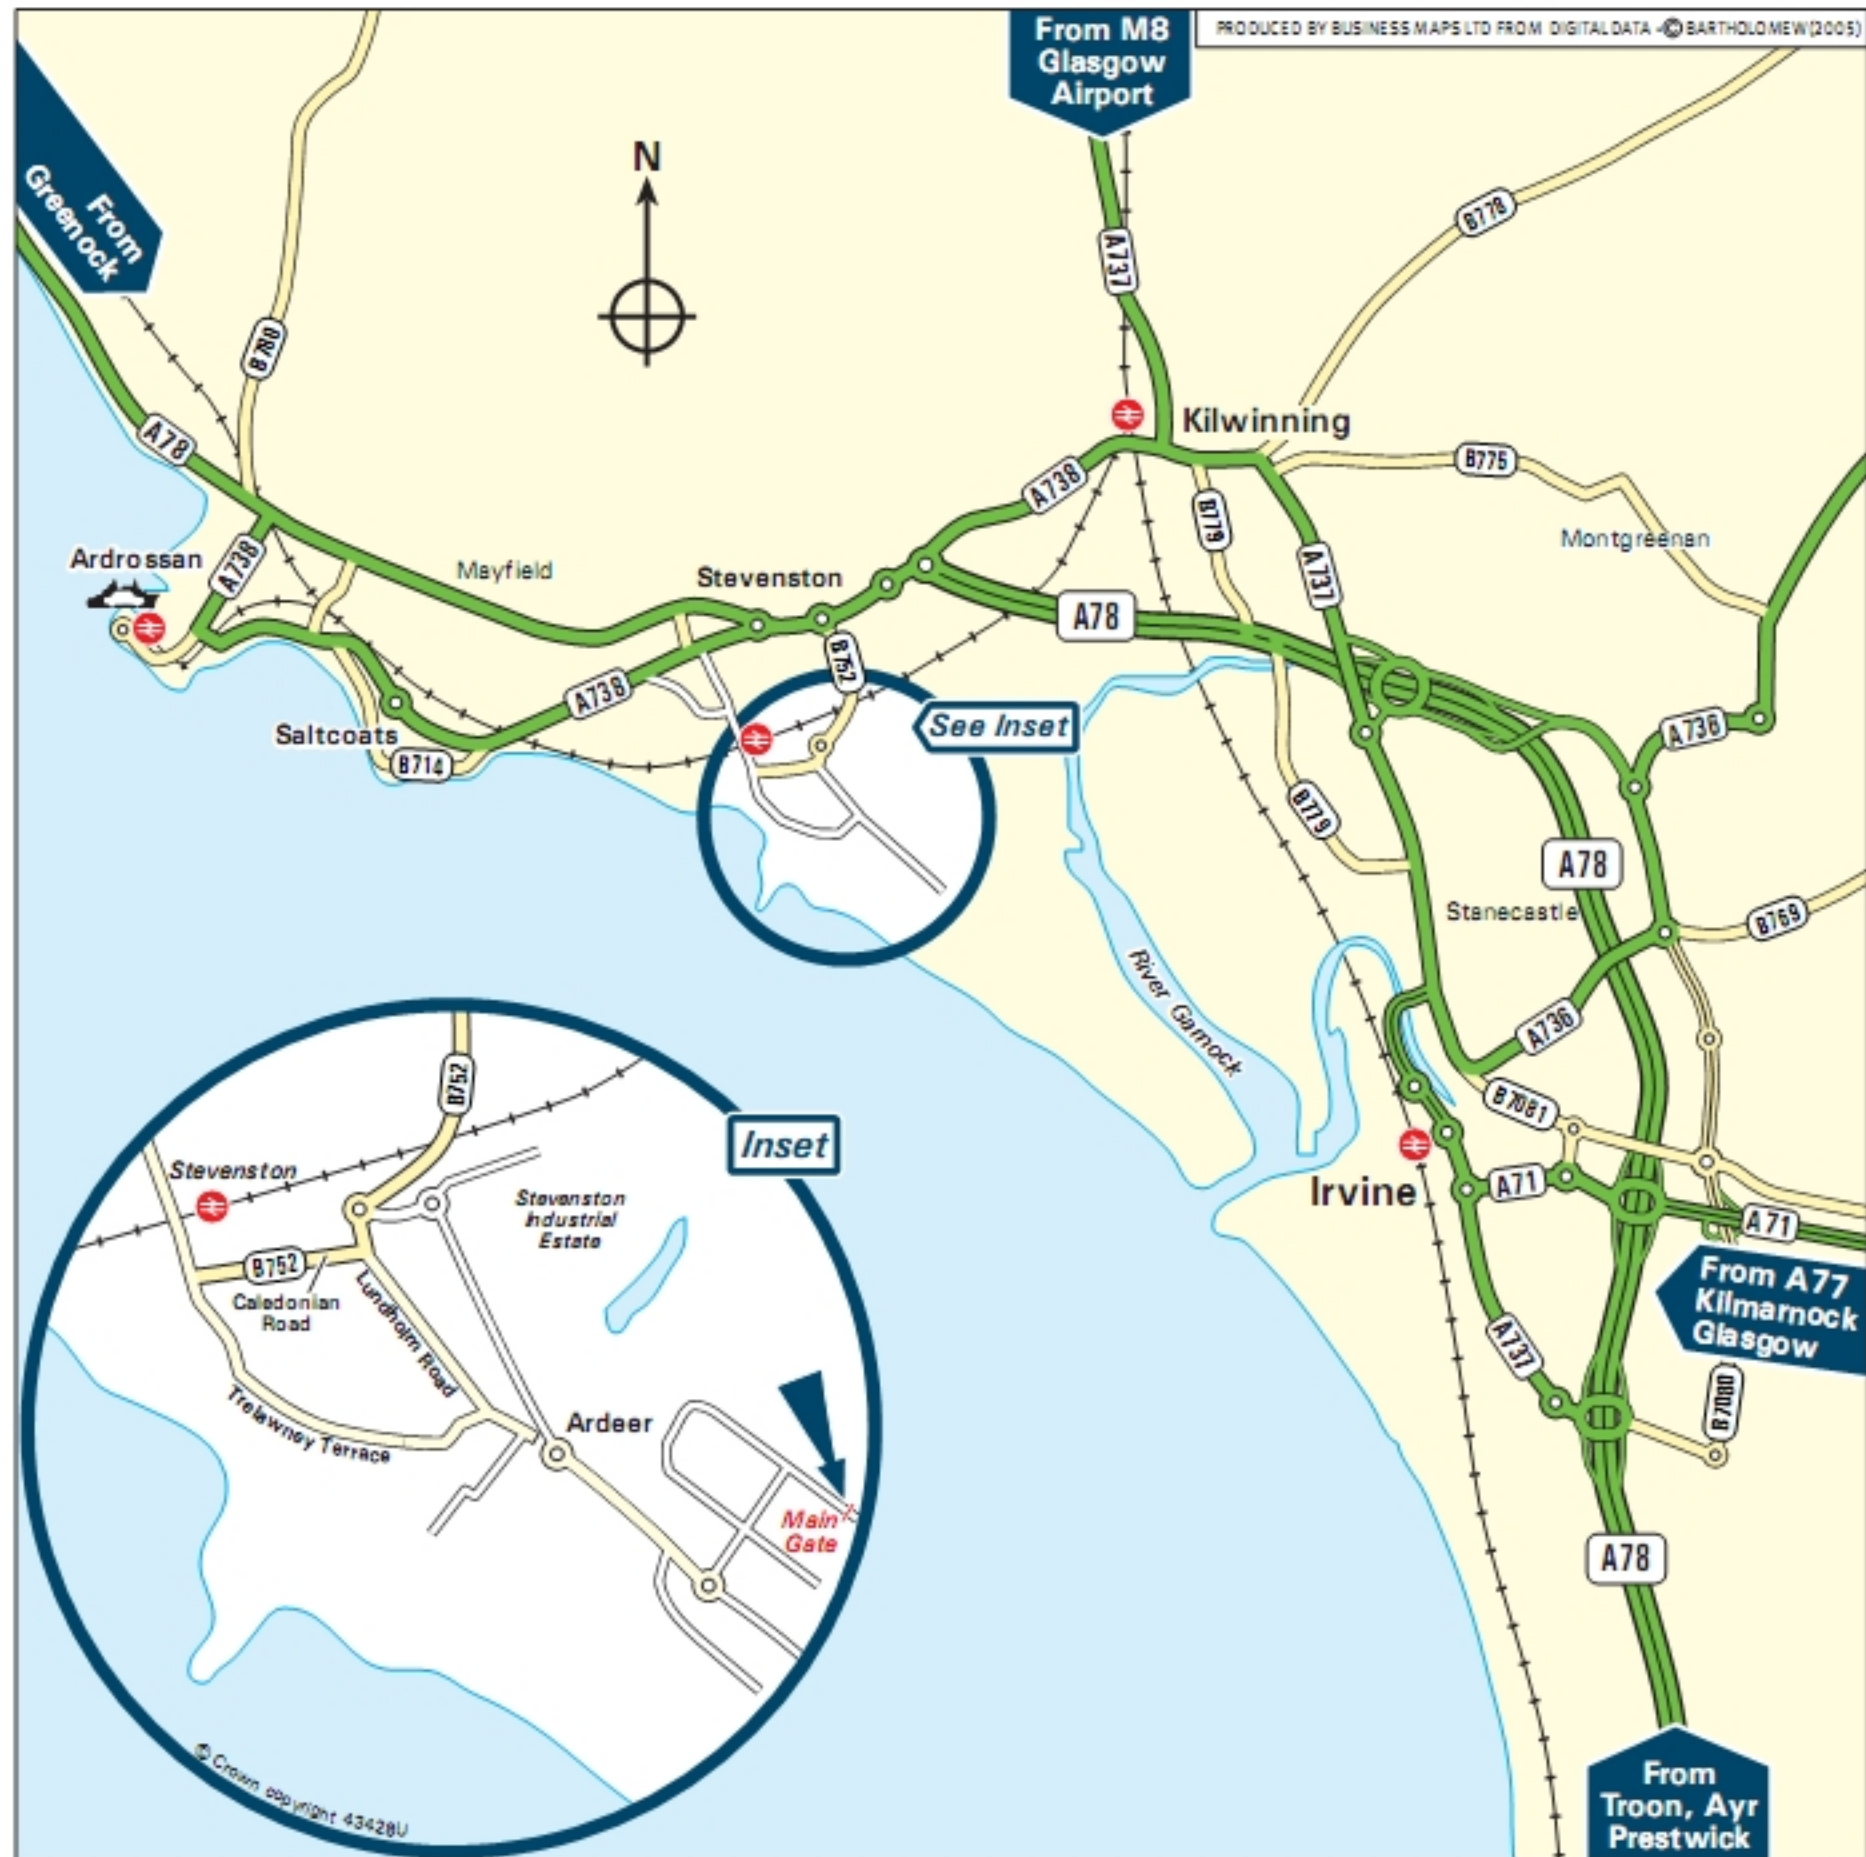 PRODUCED BY BUSINESS MAPS LTD FROM DIGITAL DATA - © BARTHOLOMEW (2005)
From M8
Glasgow
Airport
From
Greenock
N
B778
A737
B780
A78
Kilwinning
B775
A738
B779
Montgreenan
Ardrossan
A738
Mayfield
Stevenston
A737
A78
B752
A738
See Inset
Saltcoats
B714
A736
B779
A78
Stanecastle
B769
River Garnock
A736
B7081
Irvine
A71
A71
From A77
Kilmarnock
Glasgow
A737
B7080
A78
From
Troon, Ayr
Prestwick
Inset
B752
Stevenston
Stevenston
Industrial
Estate
B752
Caledonian
Road
Lundholm Road
Trelawney Terrace
Ardeer
Main
Gate
© Crown copyright 43428U